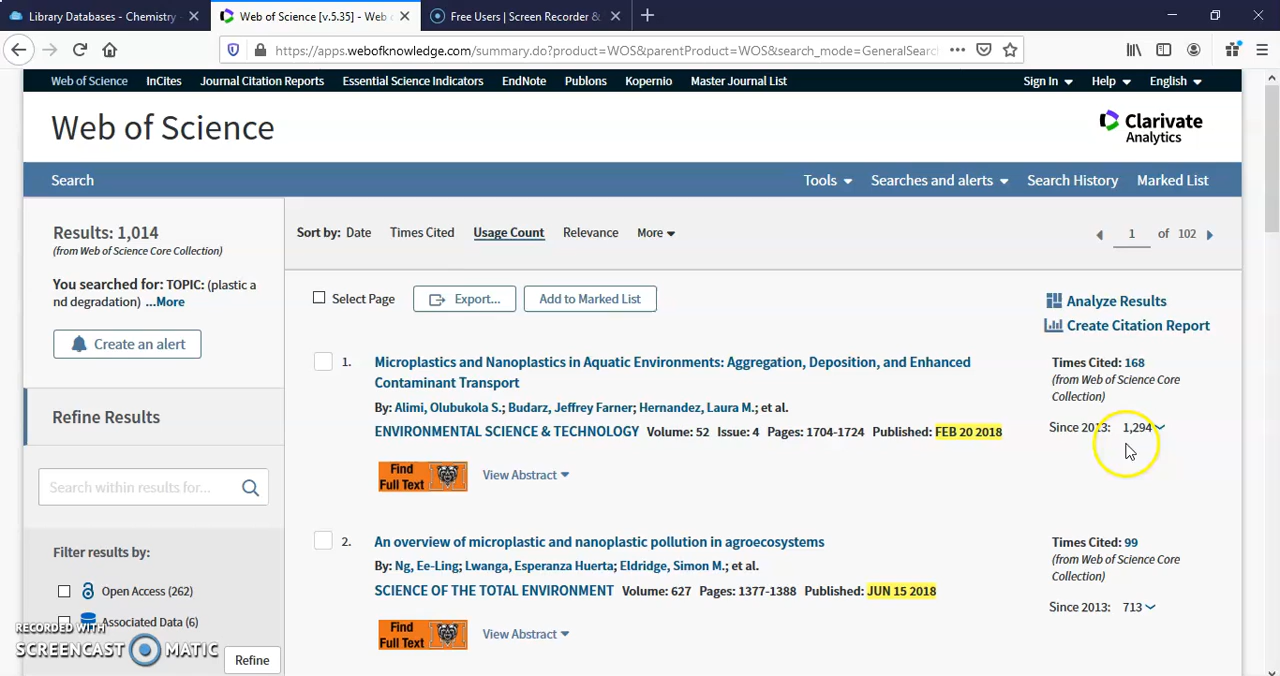 Library Databases - Chemistry
Web of Science [v.5.35] - Web
Free Users | Screen Recorder &
https://apps.webofknowledge.com/summary.do?product=WOS&parentProduct=WOS&search_mode=GeneralSearc
Web of Science InCites Journal Citation Reports Essential Science Indicators EndNote Publons Kopernio Master Journal List Sign In Help English
Web of Science
Clarivate
Analytics
Search Tools Searches and alerts Search History Marked List
Results: 1,014
(from Web of Science Core Collection)
You searched for: TOPIC: (plastic a
nd degradation) ...More
Create an alert
Refine Results
Search within results for...
Filter results by:
Open Access (262)
Associated Data (6)
Refine
RECORDED WITH
SCREENCAST MATIC
Sort by: Date Times Cited Usage Count Relevance More
1 of 102
Select Page Export... Add to Marked List
Analyze Results
Create Citation Report
1. Microplastics and Nanoplastics in Aquatic Environments: Aggregation, Deposition, and Enhanced
Contaminant Transport
By: Alimi, Olubukola S.; Budarz, Jeffrey Farner; Hernandez, Laura M.; et al.
ENVIRONMENTAL SCIENCE & TECHNOLOGY Volume: 52 Issue: 4 Pages: 1704-1724 Published: FEB 20 2018
Find
Full Text
View Abstract
Times Cited: 168
(from Web of Science Core
Collection)
Since 2013: 1,294
2. An overview of microplastic and nanoplastic pollution in agroecosystems
By: Ng, Ee-Ling; Lwanga, Esperanza Huerta; Eldridge, Simon M.; et al.
SCIENCE OF THE TOTAL ENVIRONMENT Volume: 627 Pages: 1377-1388 Published: JUN 15 2018
Find
Full Text
View Abstract
Times Cited: 99
(from Web of Science Core
Collection)
Since 2013: 713